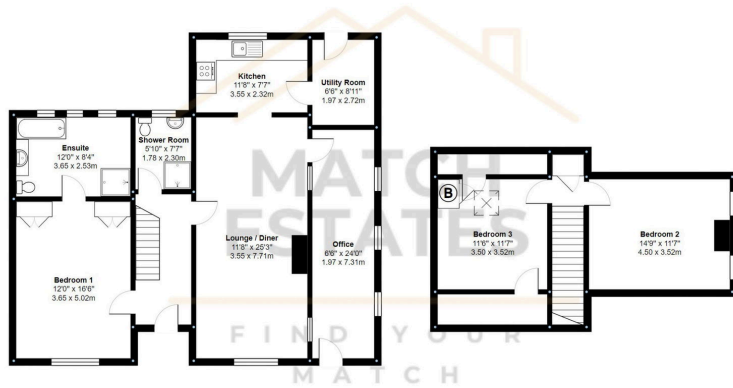 Kitchen
11'8" x 7'7"
3.55 x 2.32m
Utility Room
6'6" x 8'11"
1.97 x 2.72m
Ensuite
12'0" x 8'4"
3.65 x 2.53m
Shower Room
5'10" x 7'7"
1.78 x 2.30m
Lounge / Diner
11'8" x 25'3"
3.55 x 7.71m
Office
6'6" x 24'0"
1.97 x 7.31m
Bedroom 1
12'0" x 16'6"
3.65 x 5.02m
B
Bedroom 3
11'6" x 11'7"
3.50 x 3.52m
Bedroom 2
14'9" x 11'7"
4.50 x 3.52m
MATCH
ESTATES
FIND YOUR
MATCH